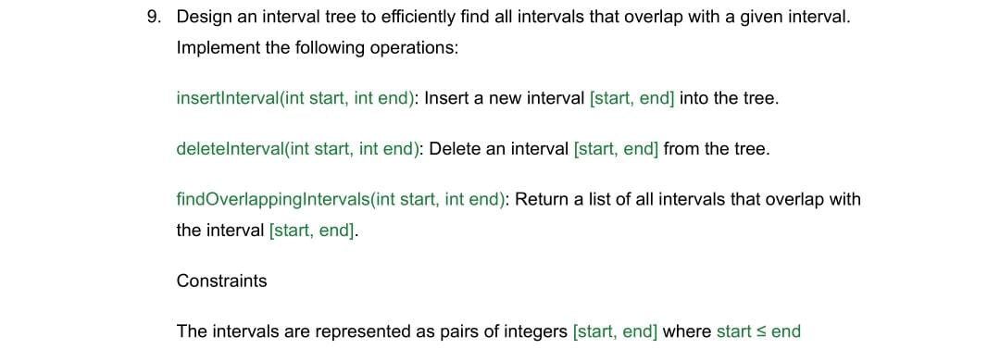 9. Design an interval tree to efficiently find all intervals that overlap with a given interval.
Implement the following operations:
insertInterval(int start, int end): Insert a new interval [start, end] into the tree.
deleteInterval(int start, int end): Delete an interval [start, end] from the tree.
findOverlappingIntervals(int start, int end): Return a list of all intervals that overlap with
the interval [start, end].
Constraints
The intervals are represented as pairs of integers [start, end] where start ≤ end